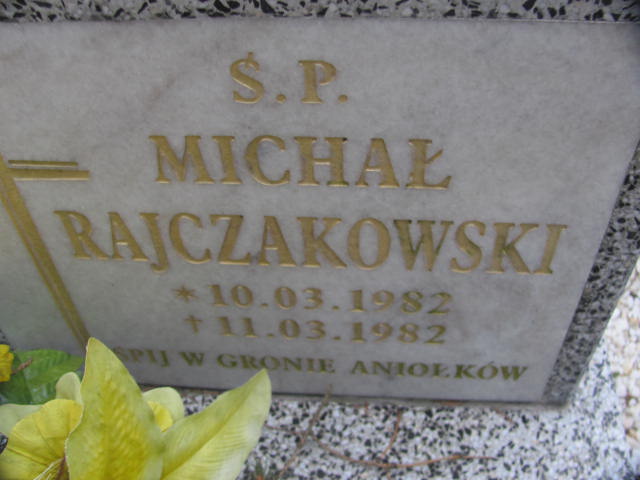 Ś.P.
MICHAŁ
RAJCZAKOWSKI
* 10.03.1982
† 11.03.1982
ŚPIJ W GRONIE ANIOŁKÓW